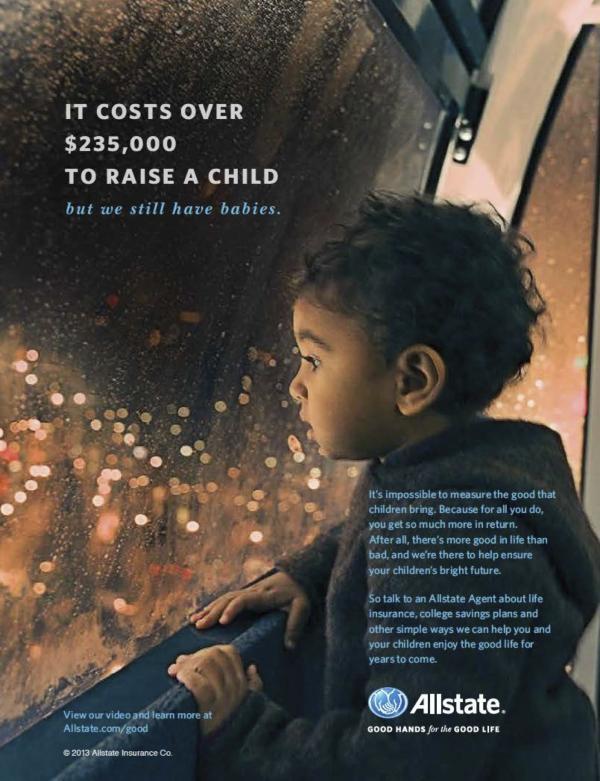 IT COSTS OVER
$235,000
TO RAISE A CHILD
but we still have babies.
It's impossible to measure the good that
children bring. Because for all you do,
you get so much more in return.
After all, there's more good in life than
bad, and we're there to help ensure
your children's bright future.
So talk to an Allstate Agent about life
insurance, college savings plans and
other simple ways we can help you and
your children enjoy the good life for
years to come.
Allstate®
GOOD HANDS for the GOOD LIFE
View our video and learn more at
Allstate.com/good
© 2013 Allstate Insurance Co.